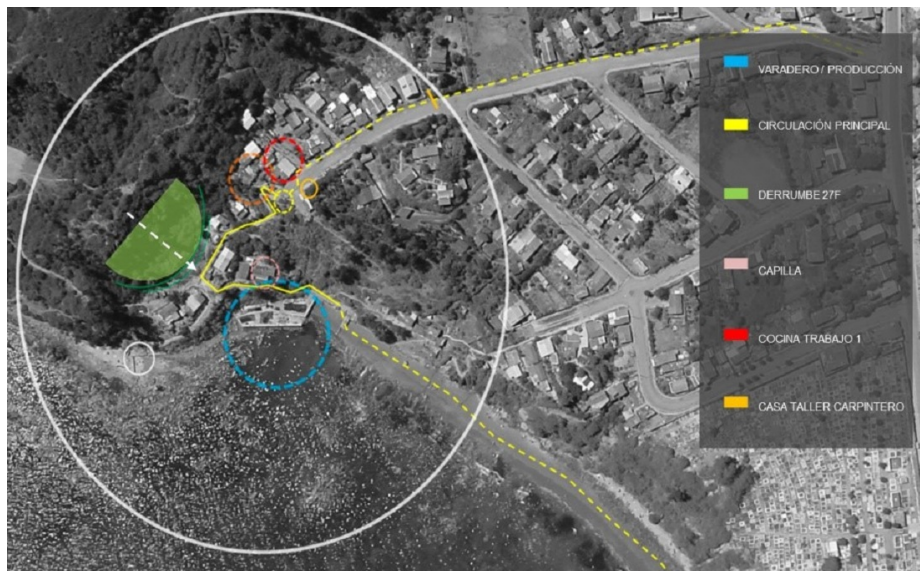 VARADERO / PRODUCCIÓN
CIRCULACIÓN PRINCIPAL
DERRUMBE 27F
CAPILLA
COCINA TRABAJO 1
CASA TALLER CARPINTERO